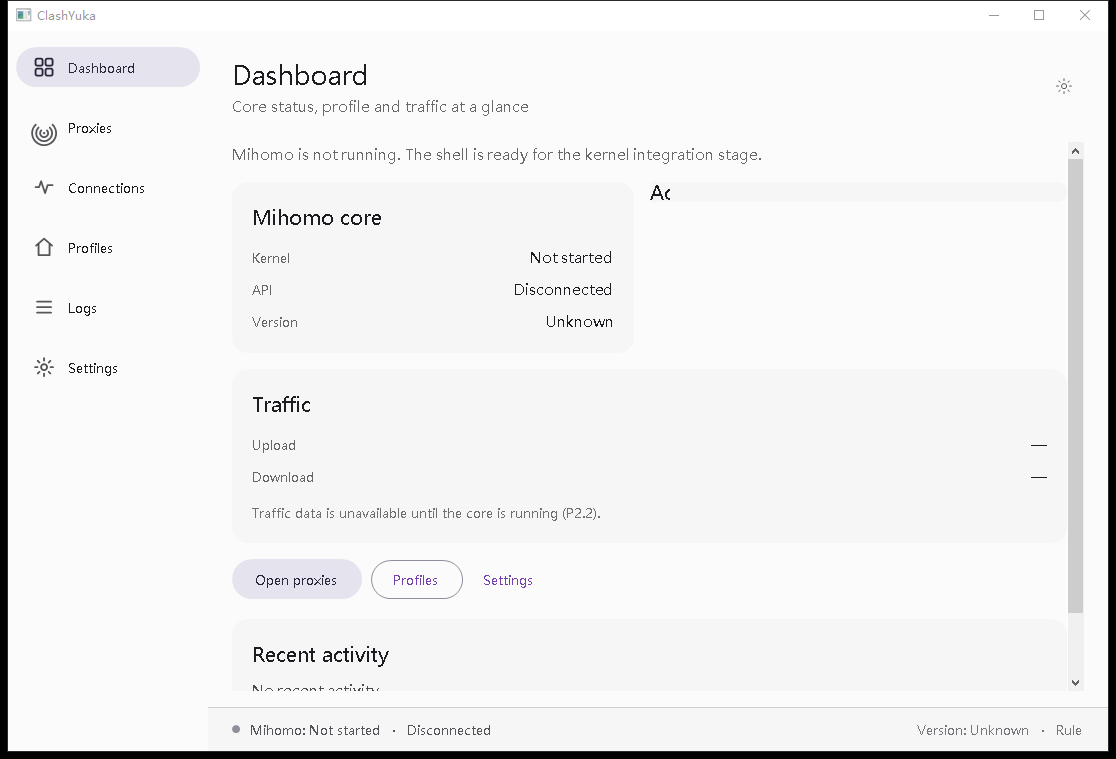 ClashYuka
Dashboard
Proxies
Connections
Profiles
Logs
Settings
Dashboard
Core status, profile and traffic at a glance
Mihomo is not running. The shell is ready for the kernel integration stage.
Mihomo core
Kernel Not started
API Disconnected
Version Unknown
Traffic
Upload —
Download —
Traffic data is unavailable until the core is running (P2.2).
Open proxies Profiles Settings
Recent activity
No recent activity
Mihomo: Not started · Disconnected Version: Unknown · Rule